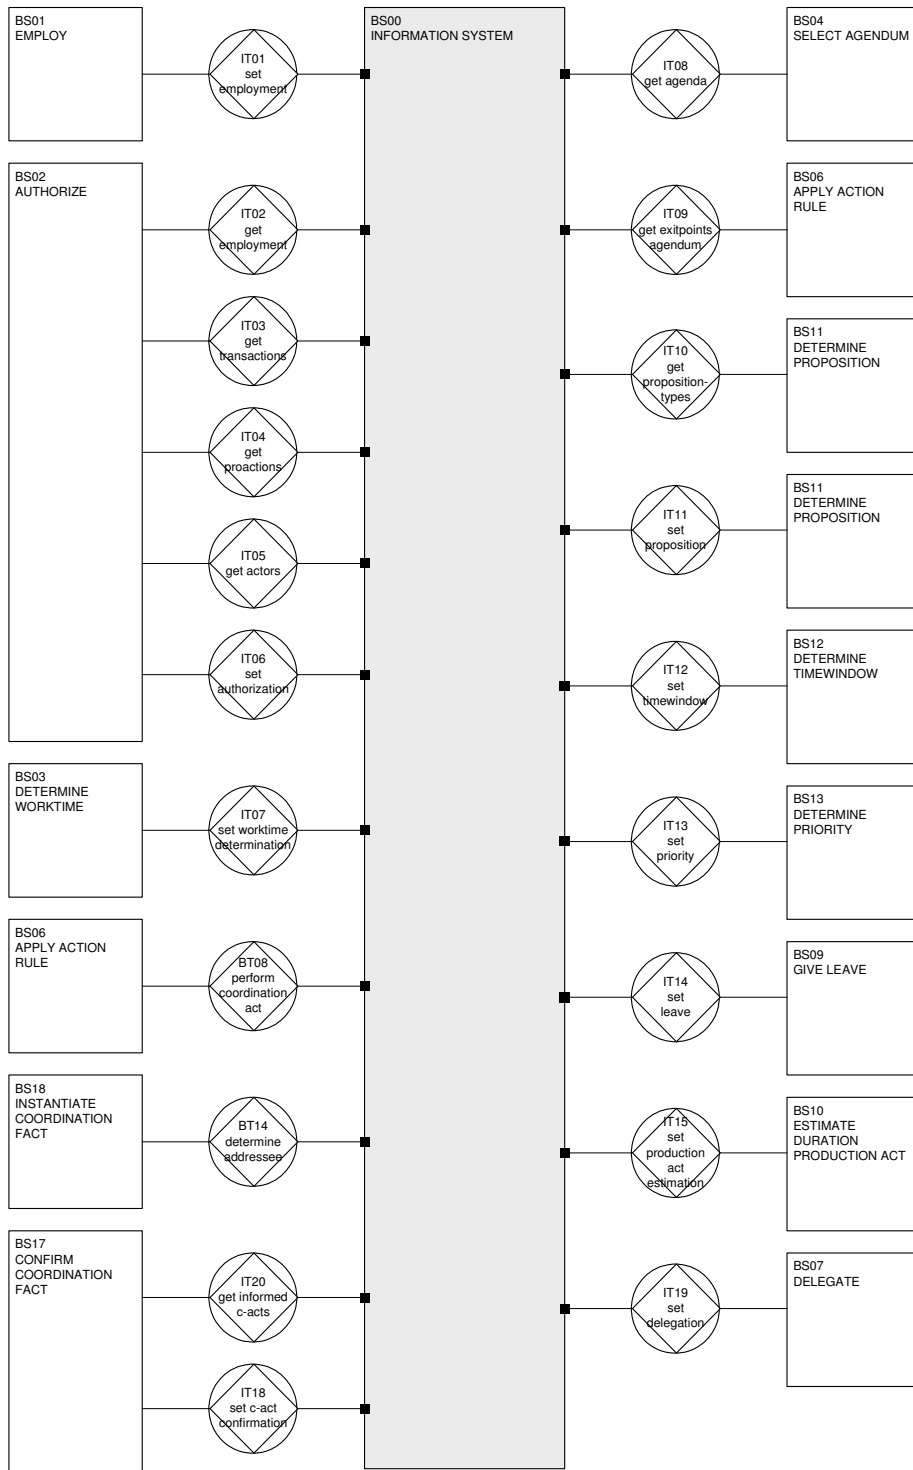 BS01
EMPLOY
IT01
set
employment
BS00
INFORMATION SYSTEM
IT08
get agenda
BS04
SELECT AGENDUM
BS02
AUTHORIZE
IT02
get
employment
IT09
get exitpoints
agendum
BS06
APPLY ACTION
RULE
IT03
get
transactions
IT10
get
proposition-
types
BS11
DETERMINE
PROPOSITION
IT04
get
proactions
IT11
set
proposition
BS11
DETERMINE
PROPOSITION
IT05
get actors
IT06
set
authorization
IT12
set
timewindow
BS12
DETERMINE
TIMEWINDOW
BS03
DETERMINE
WORKTIME
IT07
set worktime
determination
IT13
set
priority
BS13
DETERMINE
PRIORITY
BS06
APPLY ACTION
RULE
BT08
perform
coordination
act
IT14
set
leave
BS09
GIVE LEAVE
BS18
INSTANTIATE
COORDINATION
FACT
BT14
determine
addressee
IT15
set
production
act
estimation
BS10
ESTIMATE
DURATION
PRODUCTION ACT
BS17
CONFIRM
COORDINATION
FACT
IT20
get informed
c-acts
IT19
set
delegation
BS07
DELEGATE
IT18
set c-act
confirmation